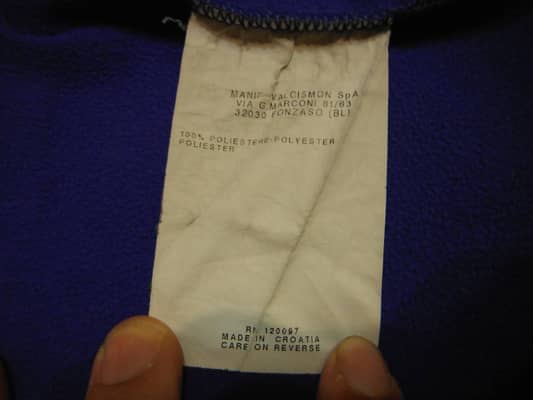 MANIF. VALCISMON SpA
VIA G.MARCONI 81/83
32030 FONZASO (BL)
100% POLIESTERE-POLYESTER
POLIESTER
RN 120097
MADE IN CROATIA
CARE ON REVERSE